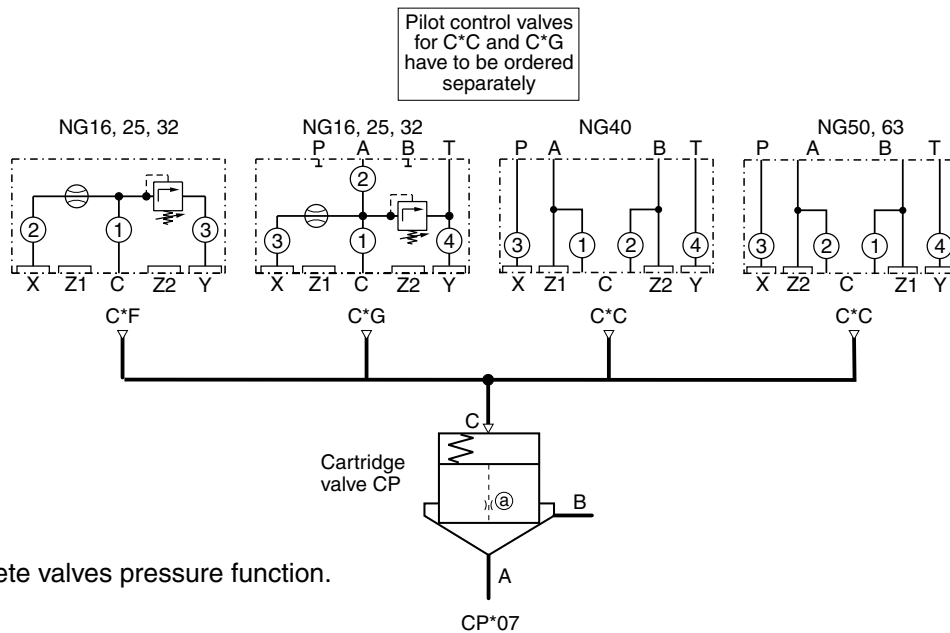 Pilot control valves
for C*C and C*G
have to be ordered
separately
NG16, 25, 32
NG16, 25, 32
NG40
NG50, 63
P A B T
P A B T
P A B T
2 1 3
2 3 1 4
3 1 2 4
3 2 1 4
X Z1 C Z2 Y
X Z1 C Z2 Y
X Z1 C Z2 Y
X Z2 C Z1 Y
C*F
C*G
C*C
C*C
C
Cartridge
valve CP
a
B
ete valves pressure function.
A
CP*07